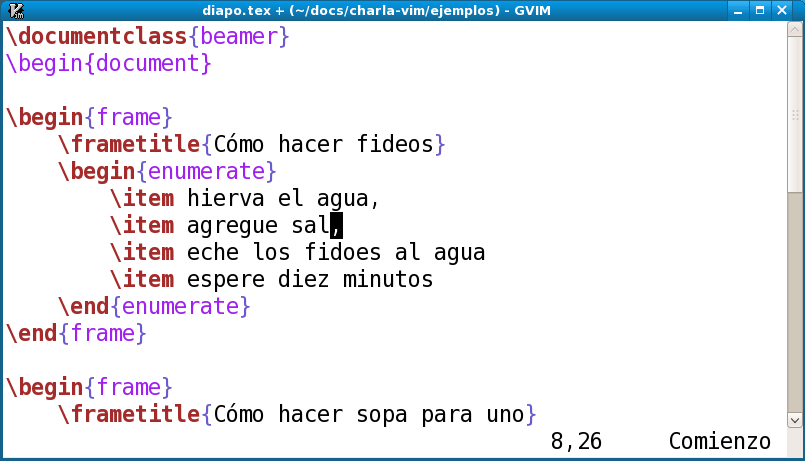 diapo.tex + (~/docs/charla-vim/ejemplos) - GVIM
\documentclass{beamer}
\begin{document}
\begin{frame}
\frametitle{Cómo hacer fideos}
\begin{enumerate}
\item hierva el agua,
\item agregue sal,
\item eche los fidoes al agua
\item espere diez minutos
\end{enumerate}
\end{frame}
\begin{frame}
\frametitle{Cómo hacer sopa para uno}
8,26 Comienzo